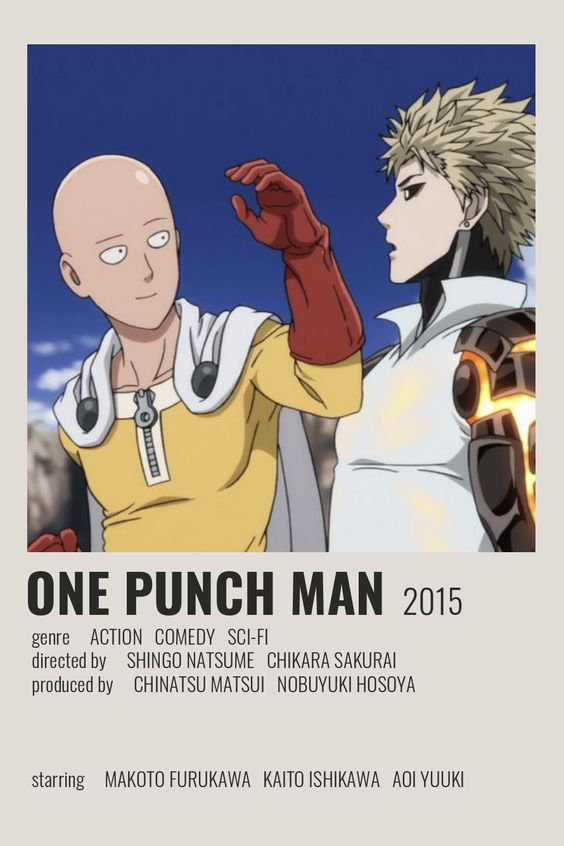 ONE PUNCH MAN 2015
genre ACTION COMEDY SCI-FI
directed by SHINGO NATSUME CHIKARA SAKURAI
produced by CHINATSU MATSUI NOBUYUKI HOSOYA
starring MAKOTO FURUKAWA KAITO ISHIKAWA AOI YUUKI